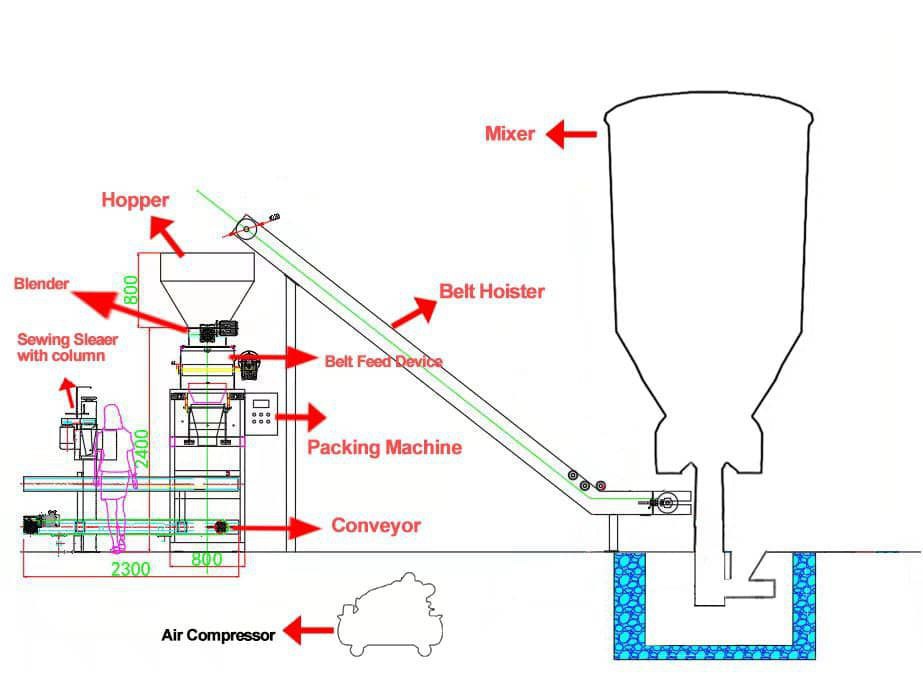 Mixer
Hopper
Blender
800
Belt Hoister
Sewing Sleaer
with column
Belt Feed Device
2400
Packing Machine
Conveyor
800
2300
Air Compressor